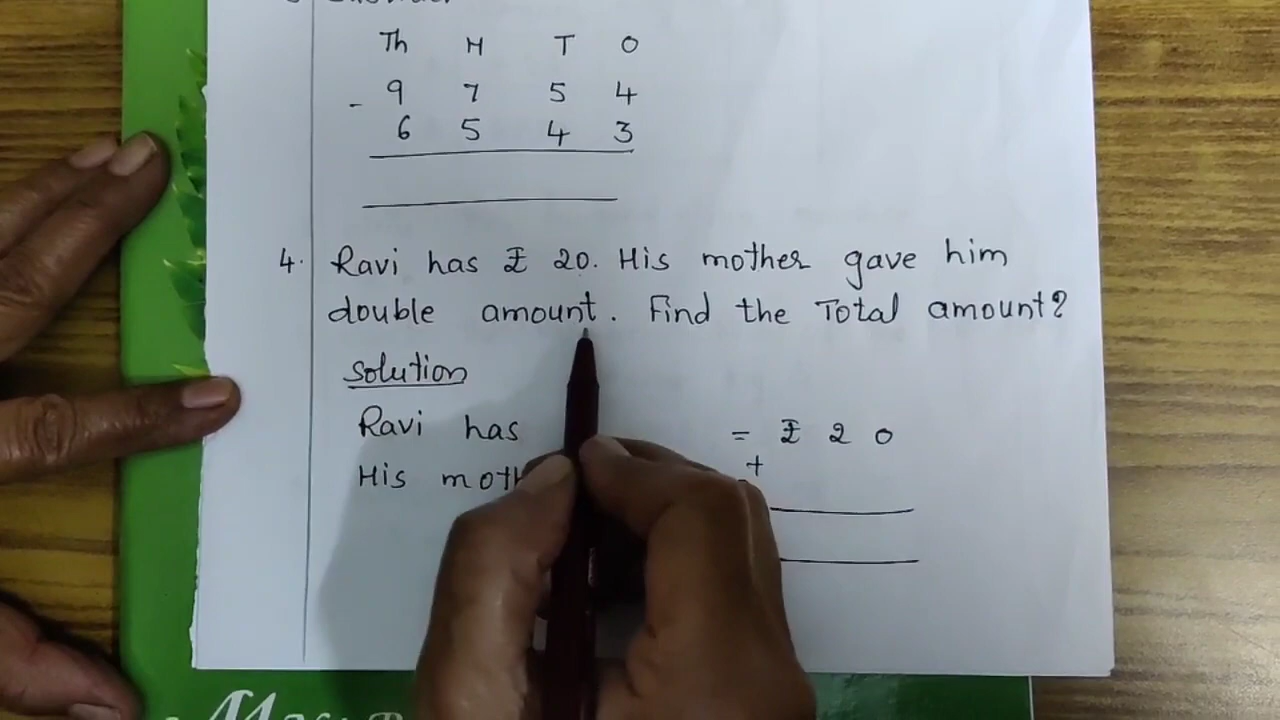 Th H T O
- 9 7 5 4
6 5 4 3
4. Ravi has ₹ 20. His mother gave him
double amount. Find the Total amount?
Solution
Ravi has = ₹ 2 0
His +